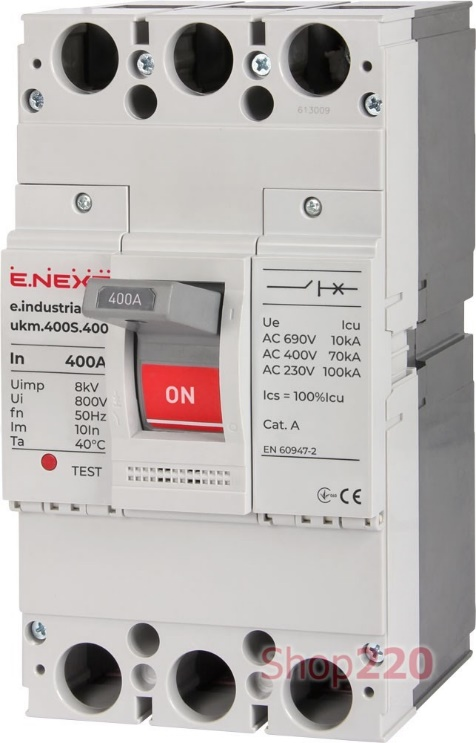 613009
E.NEX
400A
e.industrial
ukm.400S.400
In 400A
Uimp 8kV
Ui 800V
fn 50Hz
Im 10In
Ta 40°C
TEST
ON
Ue Icu
AC 690V 10kA
AC 400V 70kA
AC 230V 100kA
Ics = 100%Icu
Cat. A
EN 60947-2
CE
Shop220